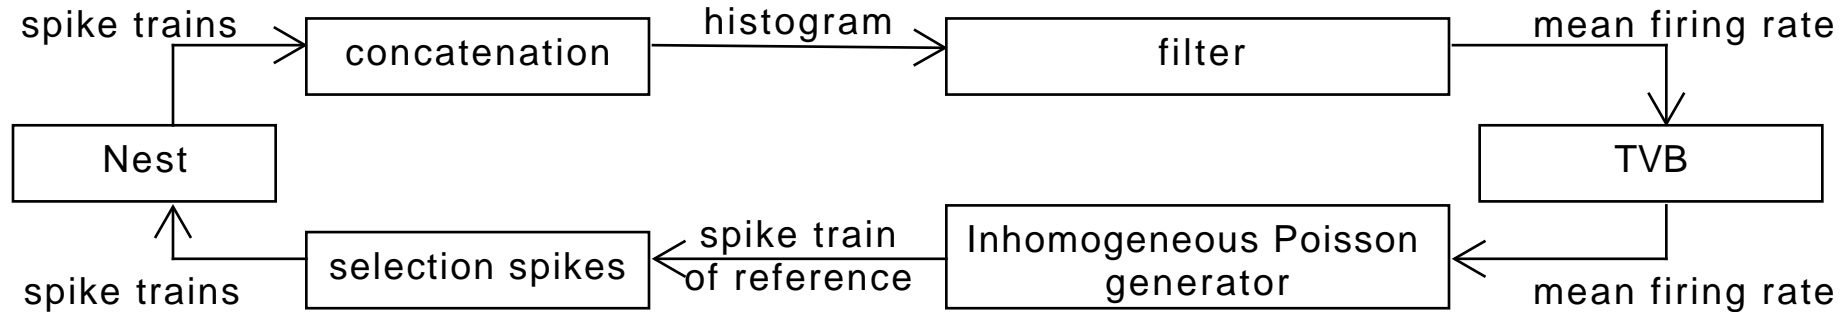 spike trains
concatenation
histogram
filter
mean firing rate
Nest
TVB
spike trains
selection spikes
spike train
of reference
Inhomogeneous Poisson
generator
mean firing rate